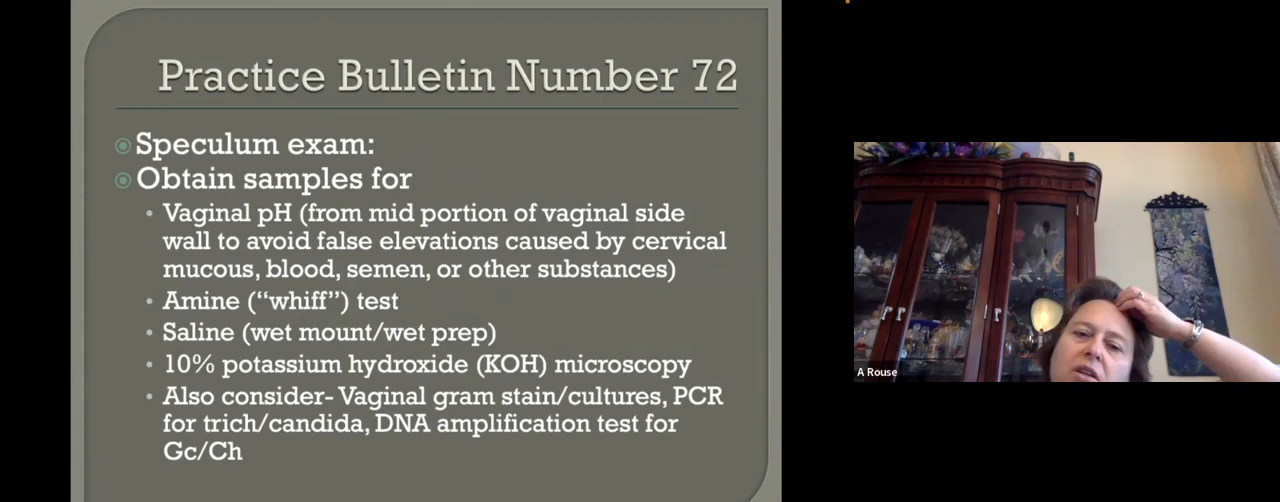 Practice Bulletin Number 72
Speculum exam:
Obtain samples for
Vaginal pH (from mid portion of vaginal side
wall to avoid false elevations caused by cervical
mucous, blood, semen, or other substances)
Amine (“whiff”) test
Saline (wet mount/wet prep)
10% potassium hydroxide (KOH) microscopy
Also consider- Vaginal gram stain/cultures, PCR
for trich/candida, DNA amplification test for
Gc/Ch
A Rouse